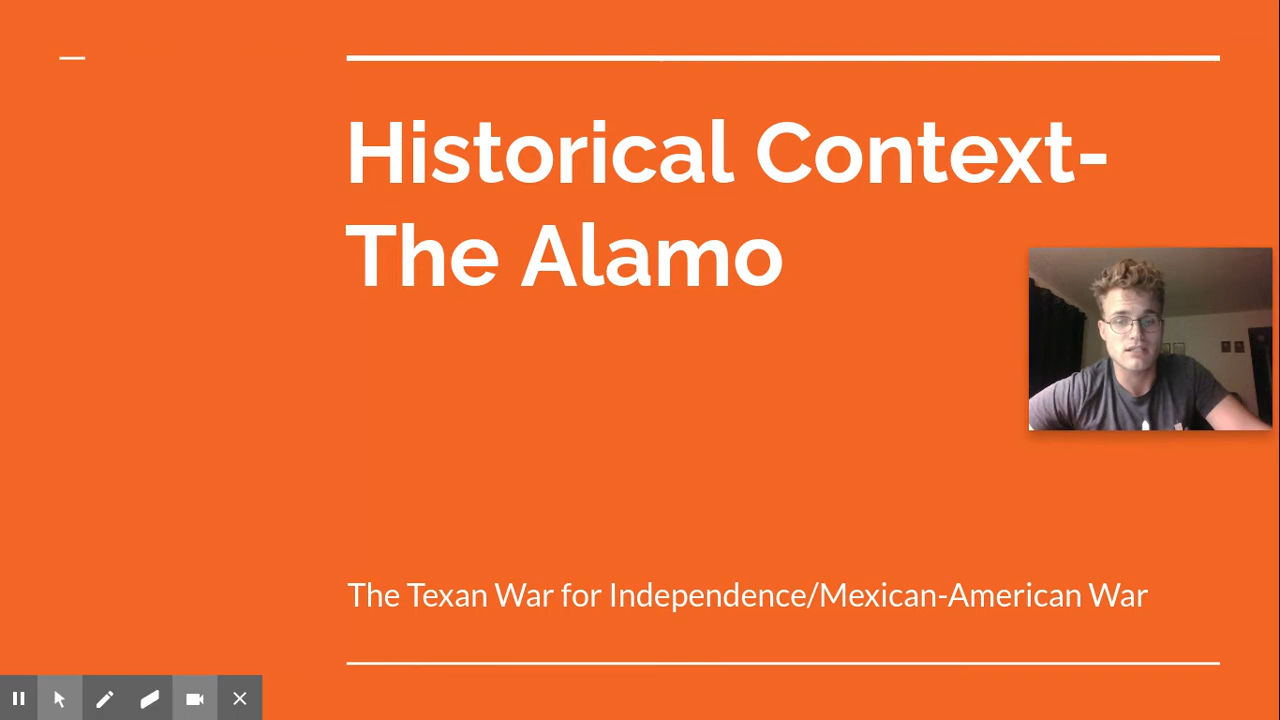 Historical Context-
The Alamo
The Texan War for Independence/Mexican-American War